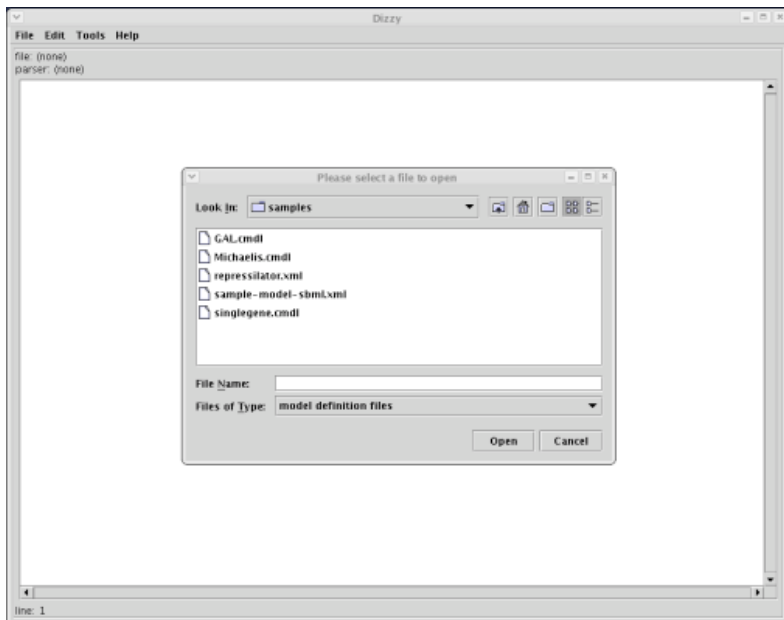 Dizzy
File Edit Tools Help
file: (none)
parser: (none)
Please select a file to open
Look In: samples
GAL.cmdl
Michaelis.cmdl
repressilator.xml
sample-model-sbml.xml
singlegene.cmdl
File Name:
Files of Type: model definition files
Open Cancel
line: 1